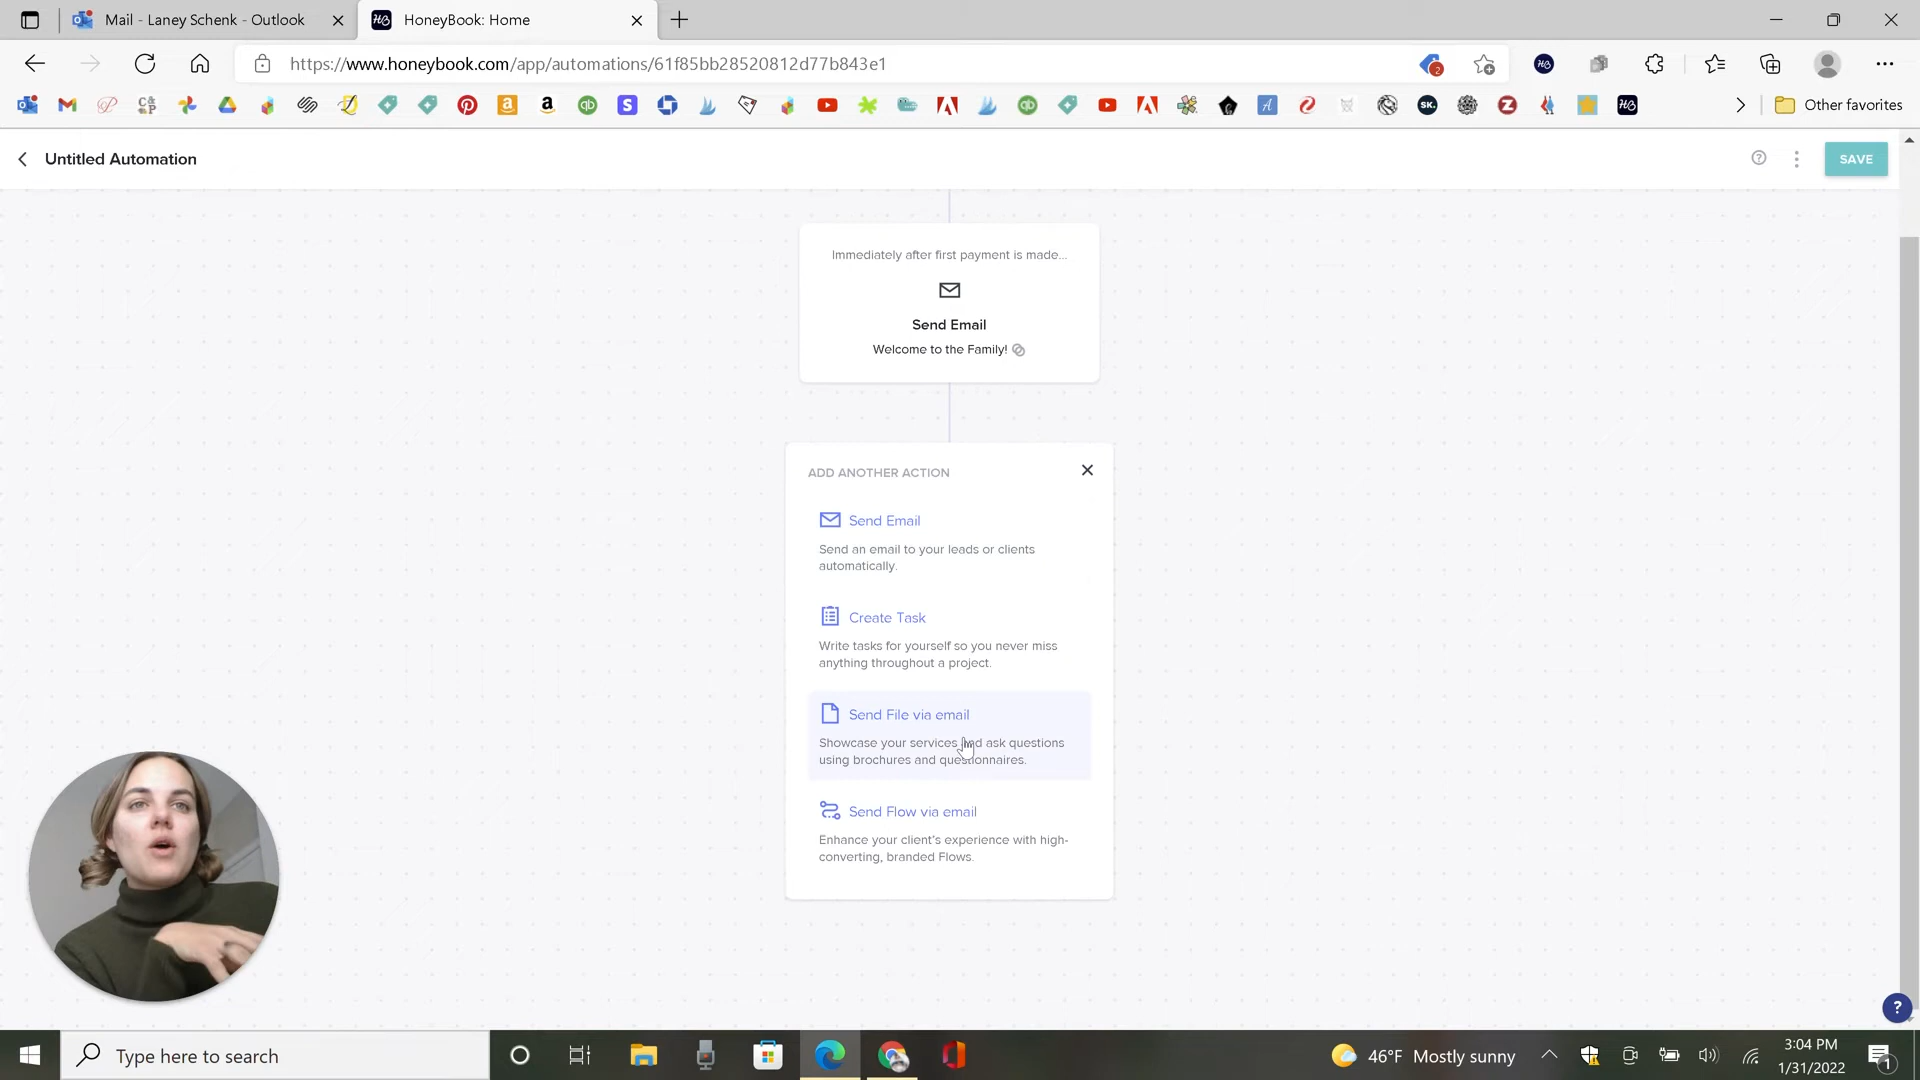 Mail - Laney Schenk - Outlook
HoneyBook: Home
https://www.honeybook.com/app/automations/61f85bb28520812d77b843e1
2
Other favorites
Untitled Automation
SAVE
Immediately after first payment is made...
Send Email
Welcome to the Family!
ADD ANOTHER ACTION
Send Email
Send an email to your leads or clients
automatically.
Create Task
Write tasks for yourself so you never miss
anything throughout a project.
Send File via email
Showcase your services and ask questions
using brochures and questionnaires.
Send Flow via email
Enhance your client's experience with high-
converting, branded Flows.
Type here to search
46°F Mostly sunny
3:04 PM
1/31/2022
1